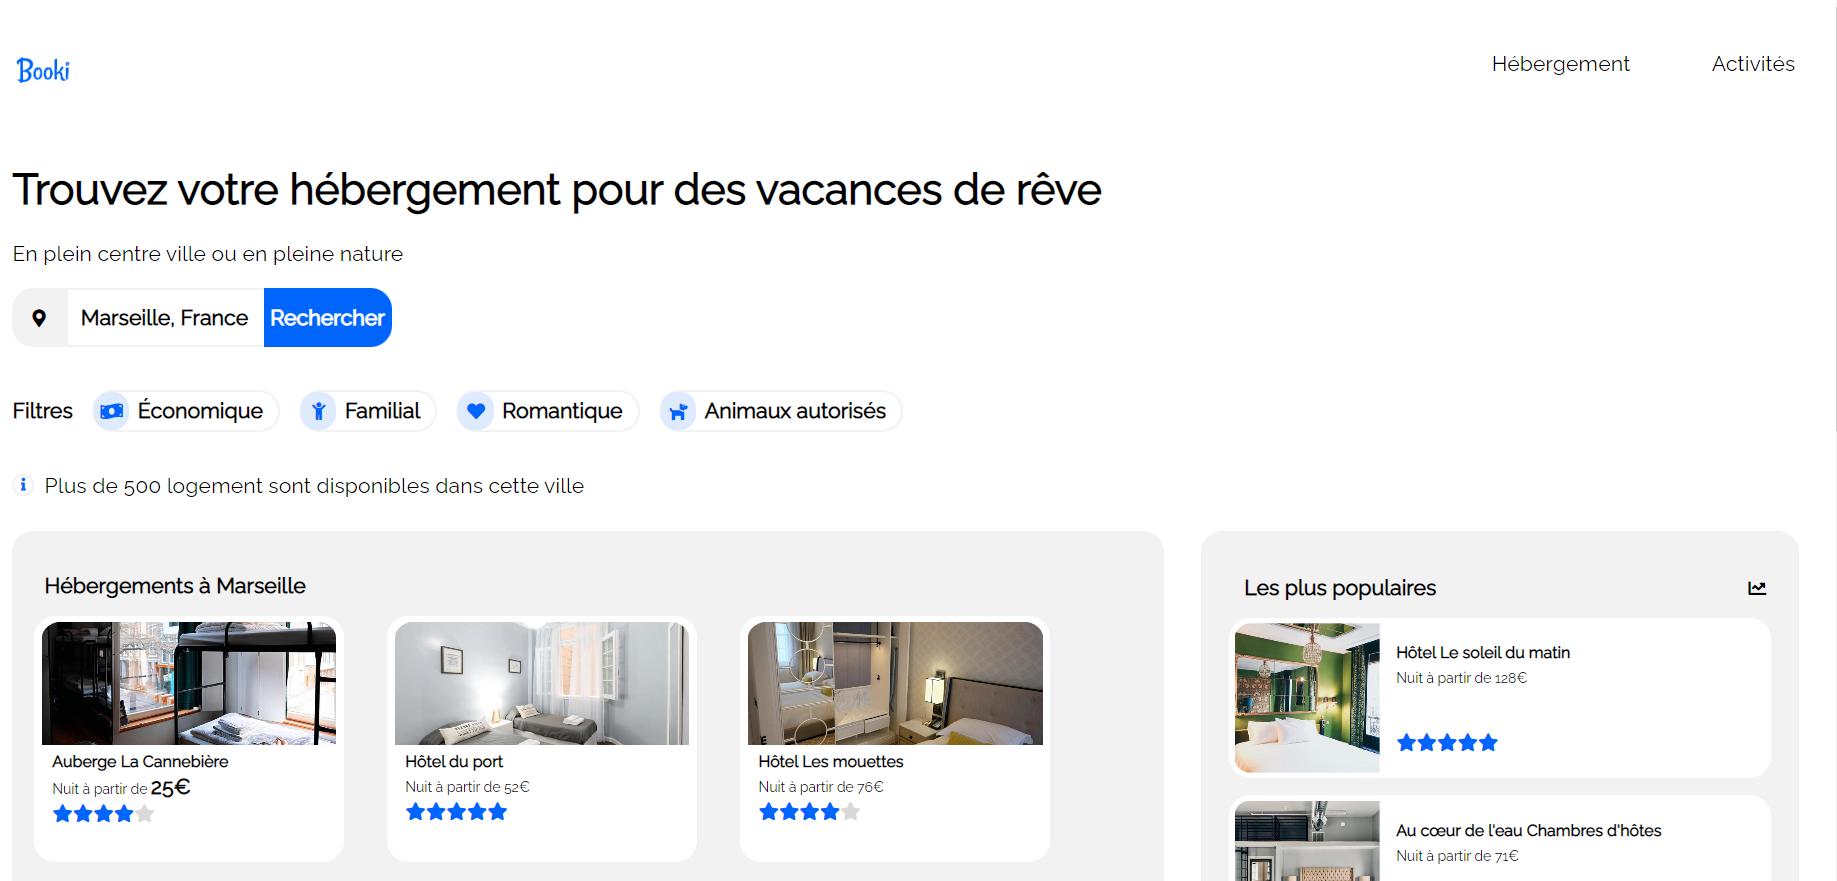 Booki
Hébergement
Activités
Trouvez votre hébergement pour des vacances de rêve
En plein centre ville ou en pleine nature
Marseille, France
Rechercher
Filtres
Économique
Familial
Romantique
Animaux autorisés
Plus de 500 logement sont disponibles dans cette ville
Hébergements à Marseille
Auberge La Cannebière
Nuit à partir de 25€
Hôtel du port
Nuit à partir de 52€
Hôtel Les mouettes
Nuit à partir de 76€
Les plus populaires
Hôtel Le soleil du matin
Nuit à partir de 128€
Au cœur de l'eau Chambres d'hôtes
Nuit à partir de 71€